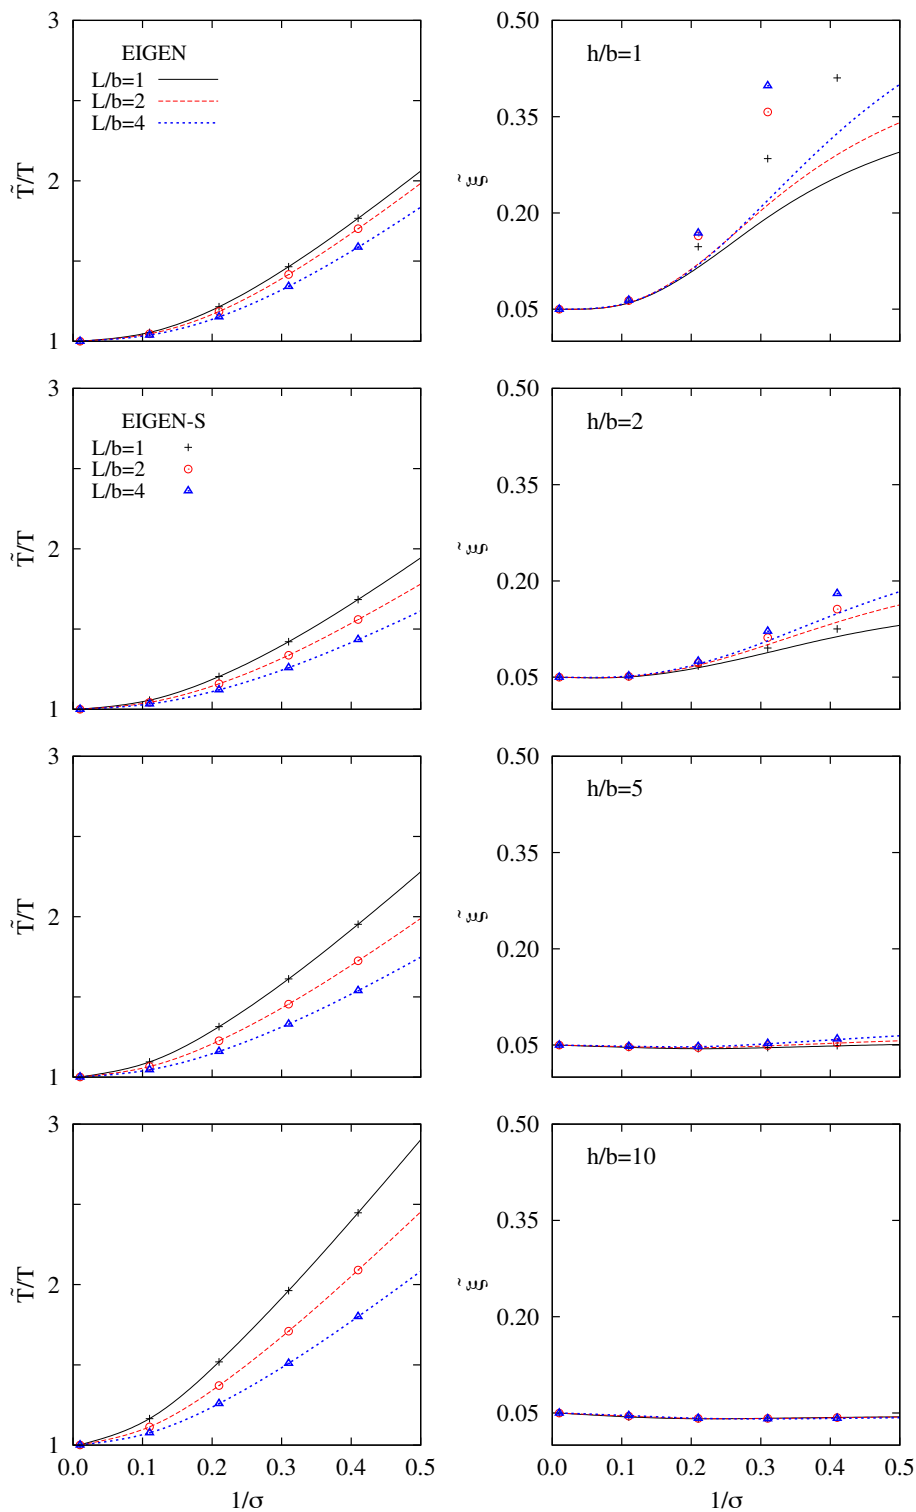 3
2
1
T̃/T
EIGEN
L/b=1
L/b=2
L/b=4
0.50
0.35
0.20
0.05
ξ̃
h/b=1
3
2
1
T̃/T
EIGEN-S
L/b=1
L/b=2
L/b=4
0.50
0.35
0.20
0.05
ξ̃
h/b=2
3
2
1
T̃/T
0.50
0.35
0.20
0.05
ξ̃
h/b=5
3
2
1
T̃/T
0.0 0.1 0.2 0.3 0.4 0.5
1/σ
0.50
0.35
0.20
0.05
ξ̃
h/b=10
0.0 0.1 0.2 0.3 0.4 0.5
1/σ